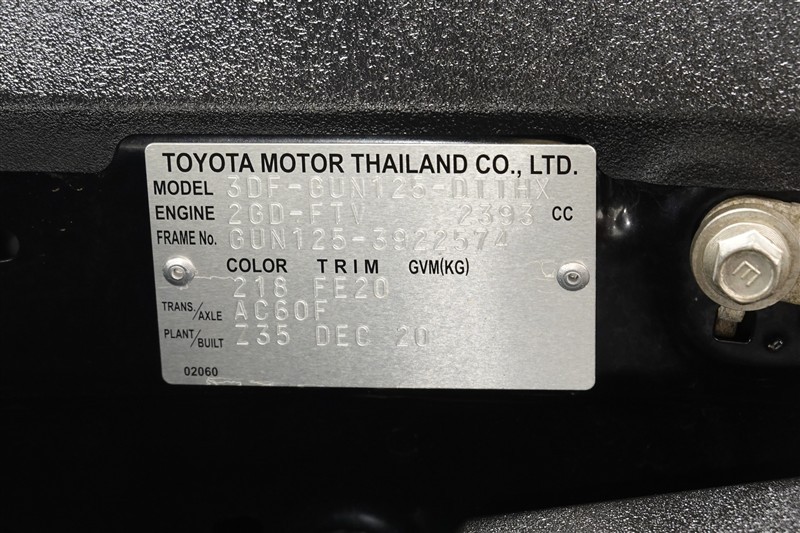 TOYOTA MOTOR THAILAND CO., LTD.
MODEL 3DF-GUN125-DTTHX
ENGINE 2GD-FTV 2393 CC
FRAME No. GUN125-3922574
COLOR TRIM GVM(KG)
218 FE20
TRANS./AXLE AC60F
PLANT/BUILT Z35 DEC 20
02060